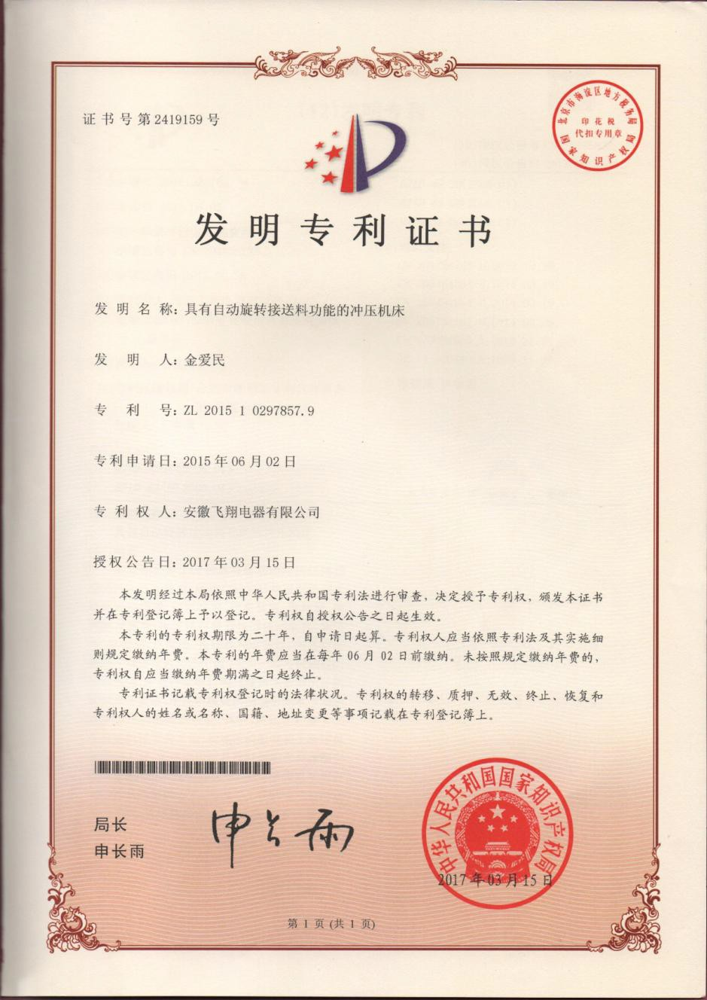 证书号第2419159号
北京市海淀区地方税务局
印花税
代扣专用章
国家知识产权局
发明专利证书
发明名称：具有自动旋转接送料功能的冲压机床
发明人：金爱民
专利号：ZL 2015 1 0297857.9
专利申请日：2015年06月02日
专利权人：安徽飞翔电器有限公司
授权公告日：2017年03月15日
本发明经过本局依照中华人民共和国专利法进行审查，决定授予专利权，颁发本证书
并在专利登记簿上予以登记。专利权自授权公告之日起生效。
本专利的专利权期限为二十年，自申请日起算。专利权人应当依照专利法及其实施细
则规定缴纳年费。本专利的年费应当在每年06月02日前缴纳。未按照规定缴纳年费的，
专利权自应当缴纳年费期满之日起终止。
专利证书记载专利权登记时的法律状况。专利权的转移、质押、无效、终止、恢复和
专利权人的姓名或名称、国籍、地址变更等事项记载在专利登记簿上。
局长
申长雨
申长雨
中华人民共和国国家知识产权局
2017年03月15日
第1页(共1页)